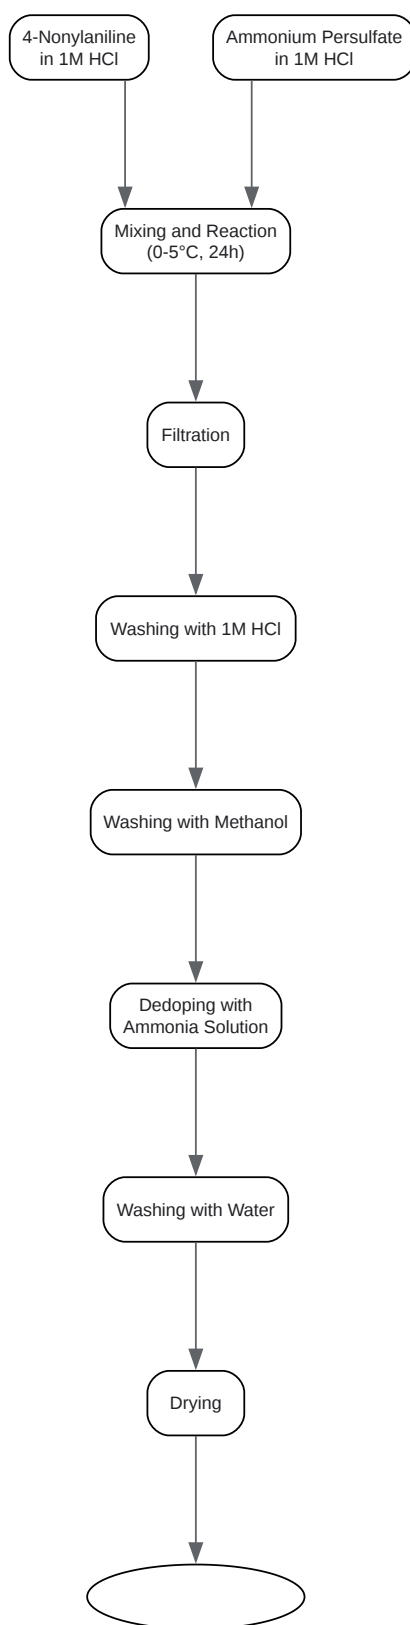 4-Nonylaniline
in 1M HCl
Ammonium Persulfate
in 1M HCl
Mixing and Reaction
(0-5°C, 24h)
Filtration
Washing with 1M HCl
Washing with Methanol
Dedoping with
Ammonia Solution
Washing with Water
Drying